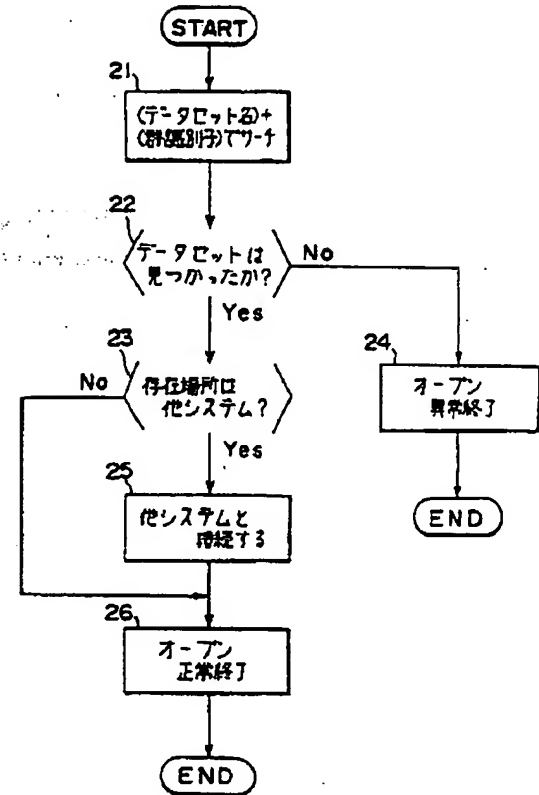 START
21
(データセット名)+
(群識別子)でサーチ
22
データセットは
見つかったか?
No
Yes
23
No
存在場所は
他システム?
Yes
24
オープン
異常終了
END
25
他システムと
接続する
26
オープン
正常終了
END